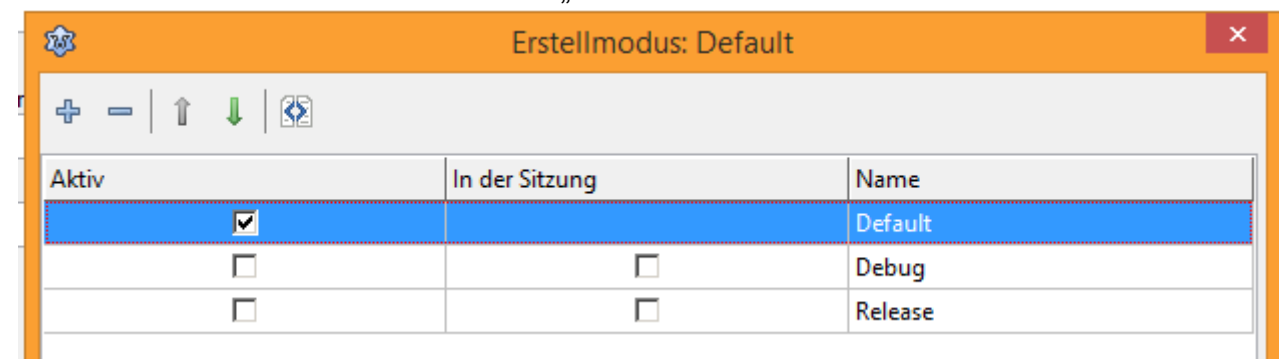 „
Erstellmodus: Default
Aktiv In der Sitzung Name
Default
Debug
Release